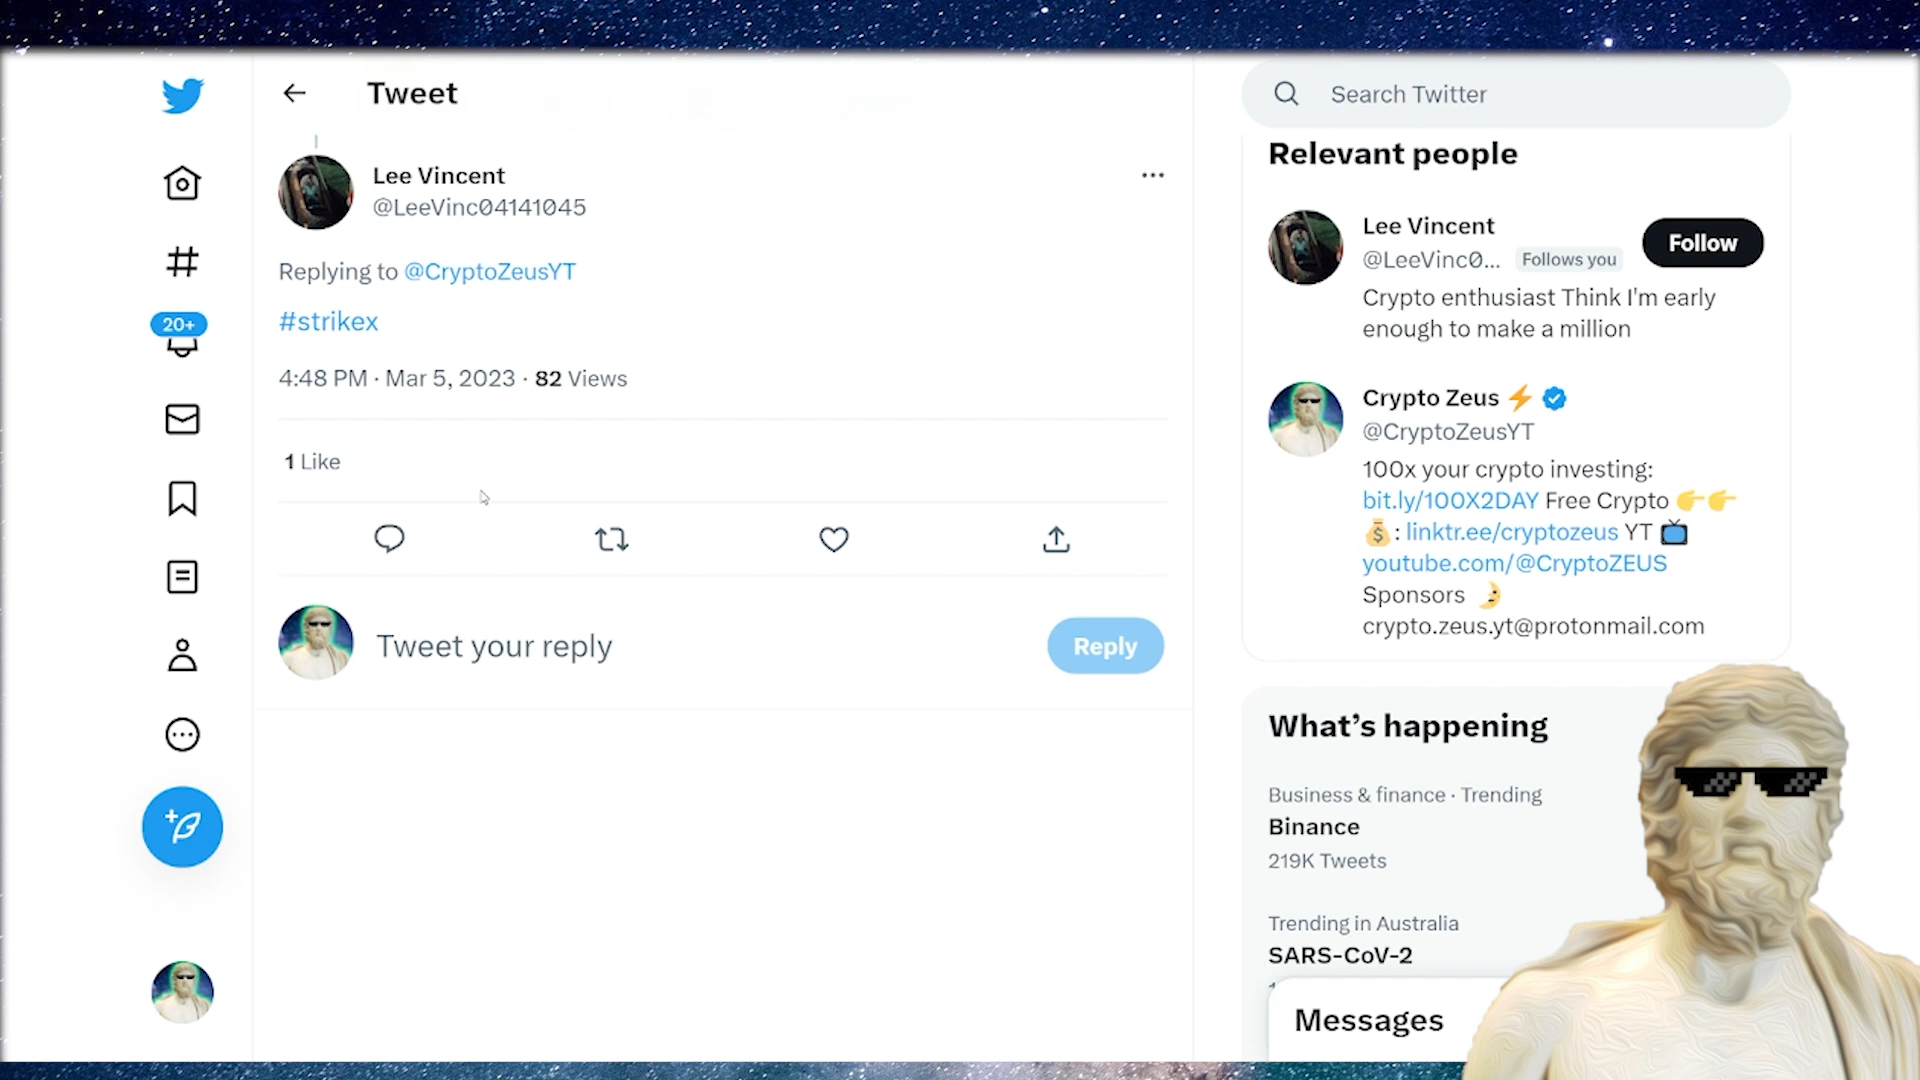 Tweet
Search Twitter
Lee Vincent
@LeeVinc04141045
Replying to @CryptoZeusYT
#strikex
4:48 PM · Mar 5, 2023 · 82 Views
1 Like
Tweet your reply
Reply
20+
Relevant people
Lee Vincent
@LeeVinc0... Follows you
Follow
Crypto enthusiast Think I'm early
enough to make a million
Crypto Zeus
@CryptoZeusYT
100x your crypto investing:
bit.ly/100X2DAY Free Crypto
: linktr.ee/cryptozeus YT
youtube.com/@CryptoZEUS
Sponsors
crypto.zeus.yt@protonmail.com
What's happening
Business & finance · Trending
Binance
219K Tweets
Trending in Australia
SARS-CoV-2
Messages